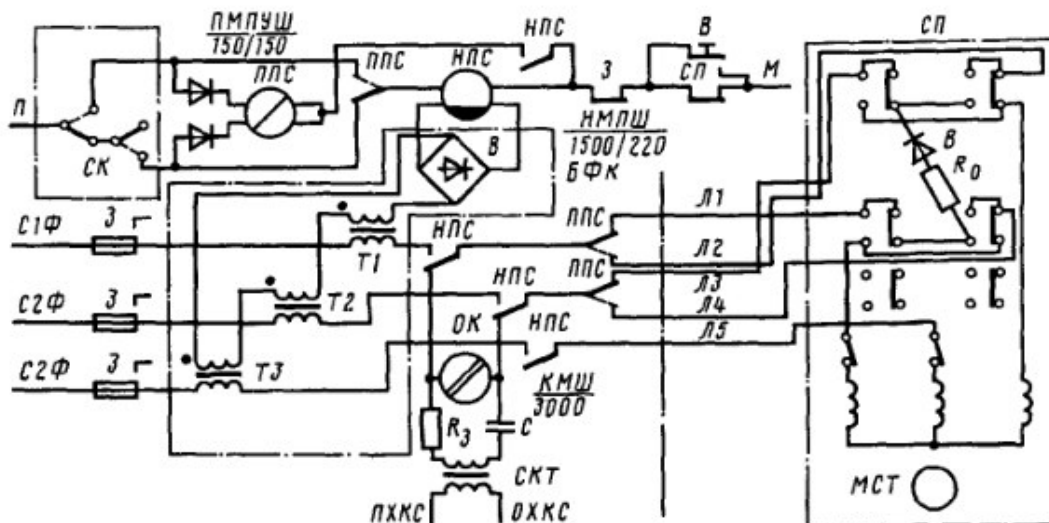 ПМПУШ
150/150
ППС
ППС
НПС
НПС
З
В
СП
М
СП
П
СК
В
НМПШ
1500/220
БФК
В
R₀
С1Ф
З
Т1
НПС
ППС
Л1
Л2
С2Ф
З
Т2
НПС
ППС
Л3
Л4
ОК
НПС
Л5
С2Ф
З
Т3
КМШ
3000
R₃
С
СКТ
МСТ
ПХКС
ОХКС